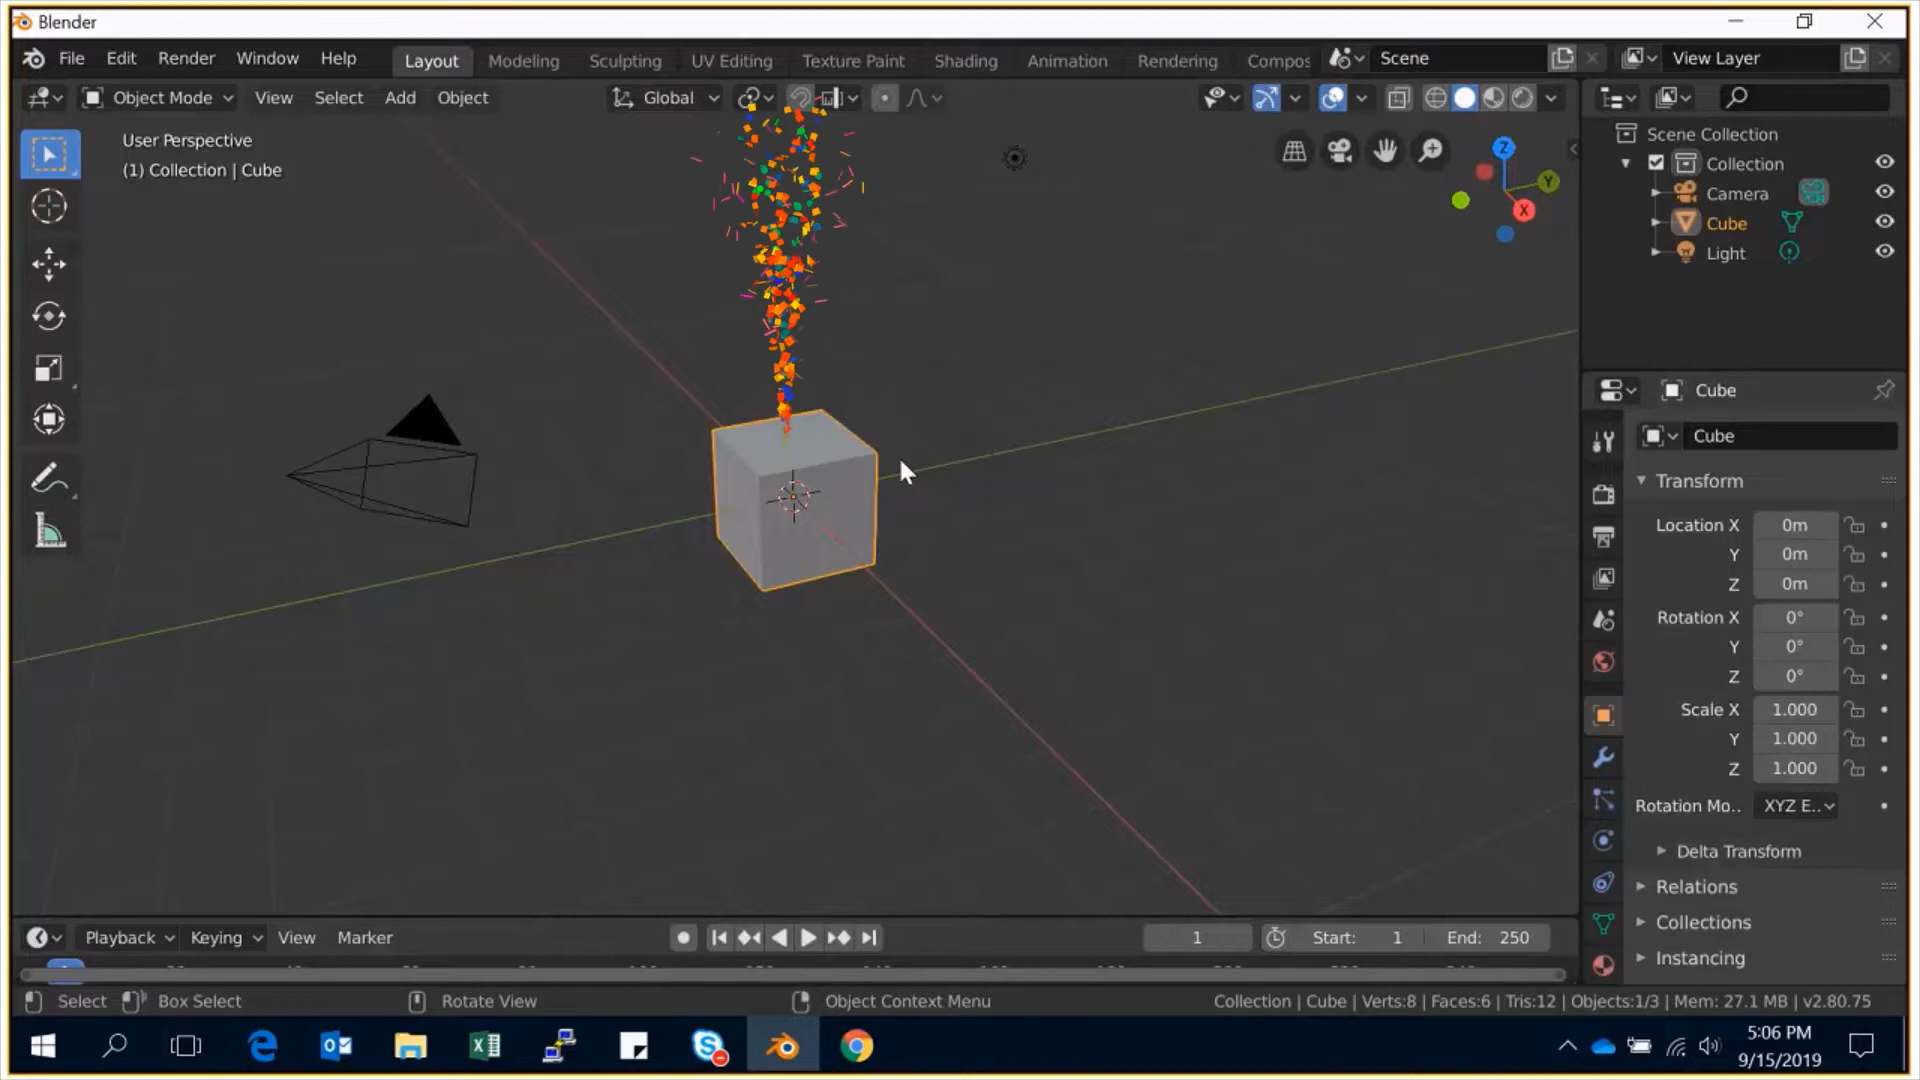 Blender
File Edit Render Window Help Layout Modeling Sculpting UV Editing Texture Paint Shading Animation Rendering Compos Scene View Layer
Object Mode View Select Add Object Global
User Perspective
(1) Collection | Cube
Z
Y
X
Scene Collection
Collection
Camera
Cube
Light
Cube
Cube
Transform
Location X 0m
Y 0m
Z 0m
Rotation X 0°
Y 0°
Z 0°
Scale X 1.000
Y 1.000
Z 1.000
Rotation Mo.. XYZ E..
Delta Transform
Relations
Collections
Instancing
Playback Keying View Marker 1 Start: 1 End: 250
Select Box Select Rotate View Object Context Menu Collection | Cube | Verts:8 | Faces:6 | Tris:12 | Objects:1/3 | Mem: 27.1 MB | v2.80.75
5:06 PM
9/15/2019